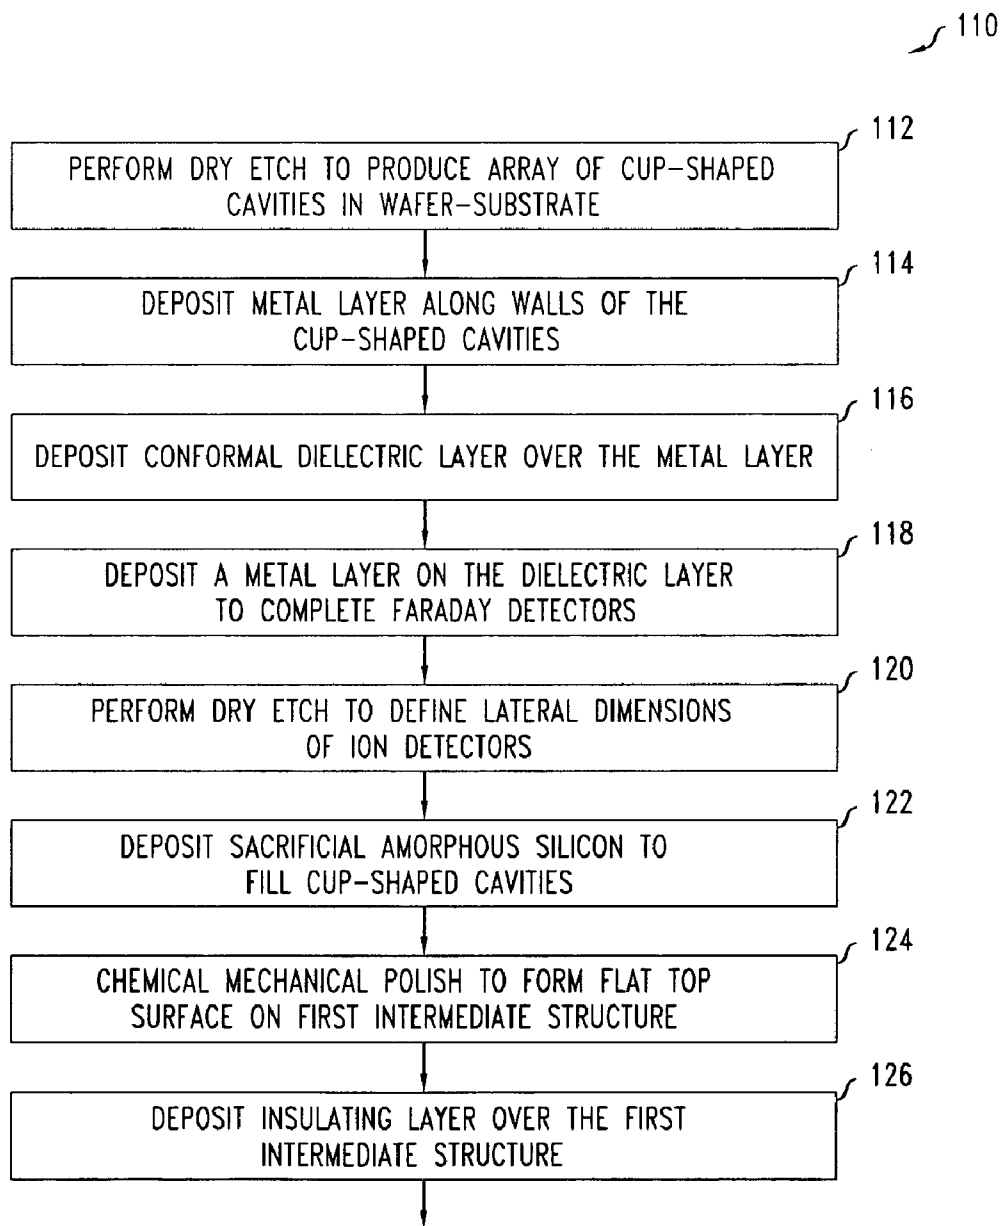 110
112
PERFORM DRY ETCH TO PRODUCE ARRAY OF CUP-SHAPED
CAVITIES IN WAFER-SUBSTRATE
114
DEPOSIT METAL LAYER ALONG WALLS OF THE
CUP-SHAPED CAVITIES
116
DEPOSIT CONFORMAL DIELECTRIC LAYER OVER THE METAL LAYER
118
DEPOSIT A METAL LAYER ON THE DIELECTRIC LAYER
TO COMPLETE FARADAY DETECTORS
120
PERFORM DRY ETCH TO DEFINE LATERAL DIMENSIONS
OF ION DETECTORS
122
DEPOSIT SACRIFICIAL AMORPHOUS SILICON TO
FILL CUP-SHAPED CAVITIES
124
CHEMICAL MECHANICAL POLISH TO FORM FLAT TOP
SURFACE ON FIRST INTERMEDIATE STRUCTURE
126
DEPOSIT INSULATING LAYER OVER THE FIRST
INTERMEDIATE STRUCTURE